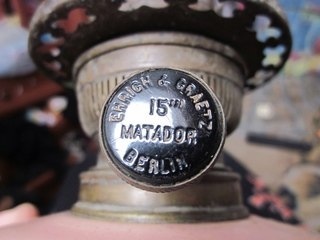 EHRICH & GRAETZ
15'''
MATADOR
BERLIN